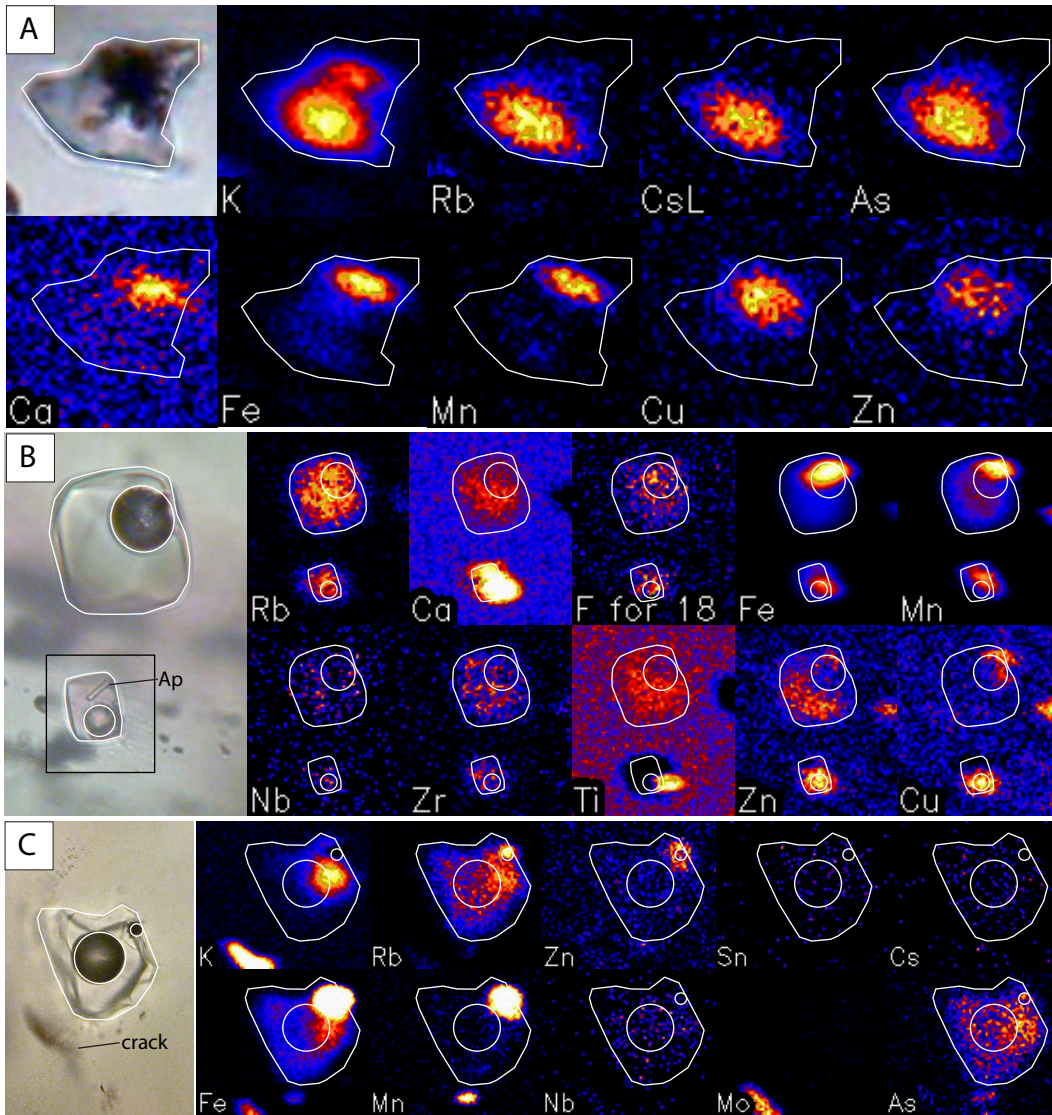 A
K Rb CsL As
Ca Fe Mn Cu Zn
B
Ap
Rb Ca F for 18 Fe Mn
Nb Zr Ti Zn Cu
C
K Rb Zn Sn Cs
crack
Fe Mn Nb Mo As